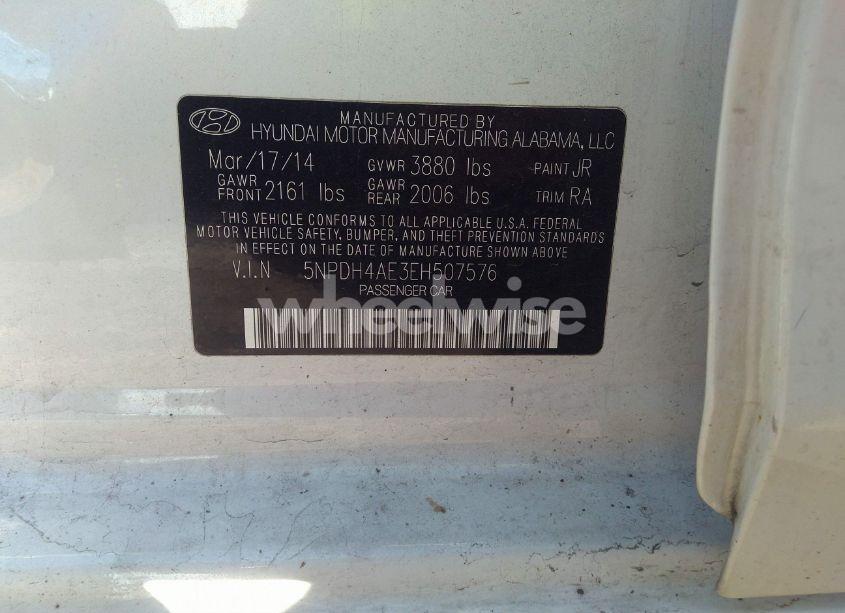 MANUFACTURED BY
HYUNDAI MOTOR MANUFACTURING ALABAMA, LLC
Mar/17/14 GVWR 3880 lbs PAINT JR
GAWR FRONT 2161 lbs GAWR REAR 2006 lbs TRIM RA
THIS VEHICLE CONFORMS TO ALL APPLICABLE U.S.A. FEDERAL
MOTOR VEHICLE SAFETY, BUMPER, AND THEFT PREVENTION STANDARDS
IN EFFECT ON THE DATE OF MANUFACTURE SHOWN ABOVE
V.I.N 5NPDH4AE3EH507576
PASSENGER CAR
wheelwise